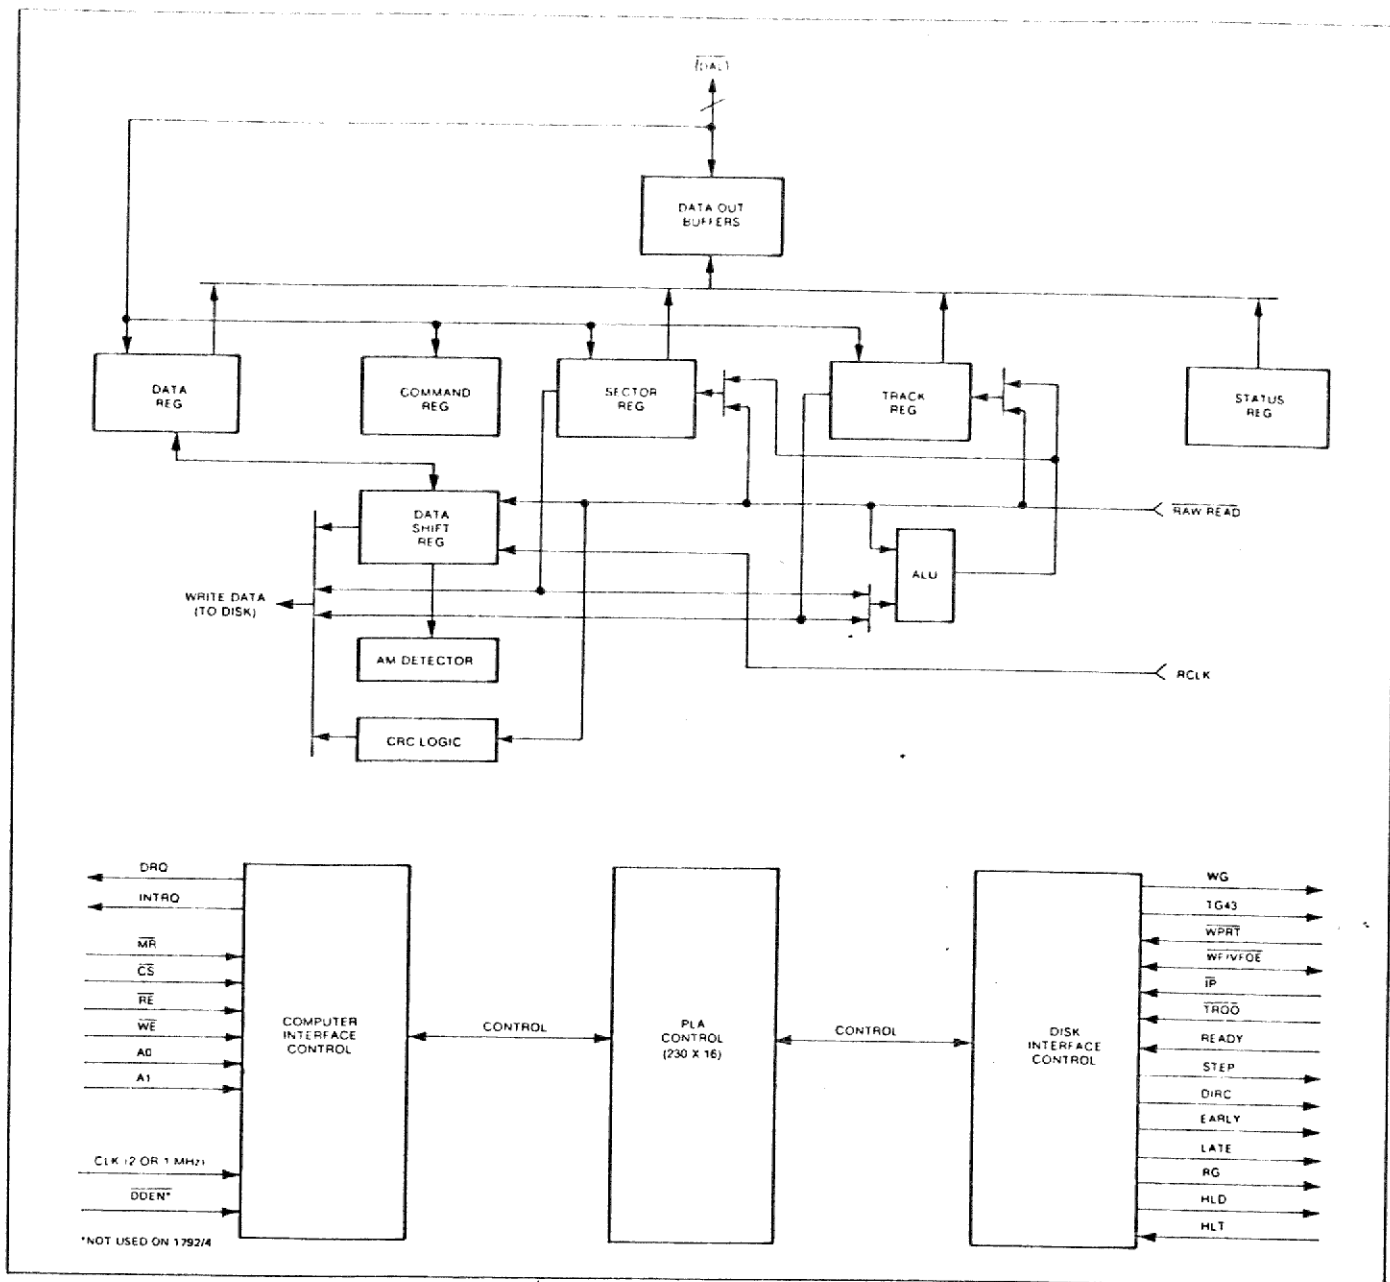 (DAL)
DATA OUT
BUFFERS
DATA
REG
COMMAND
REG
SECTOR
REG
TRACK
REG
STATUS
REG
DATA
SHIFT
REG
RAW READ
ALU
WRITE DATA
(TO DISK)
AM DETECTOR
RCLK
CRC LOGIC
DRQ
INTRQ
MR
CS
RE
WE
A0
A1
CLK (2 OR 1 MHz)
DDEN*
*NOT USED ON 1792/4
COMPUTER
INTERFACE
CONTROL
CONTROL
PLA
CONTROL
(230 X 16)
CONTROL
DISK
INTERFACE
CONTROL
WG
TG43
WPRT
WF/VFOE
IP
TROO
READY
STEP
DIRC
EARLY
LATE
RG
HLD
HLT